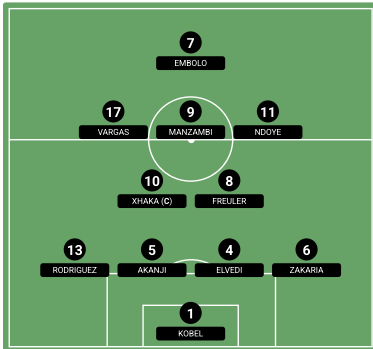 7
EMBOLO
17 9 11
VARGAS MANZAMBI NDOYE
10 8
XHAKA (C) FREULER
13 5 4 6
RODRIGUEZ AKANJI ELVEDI ZAKARIA
1
KOBEL